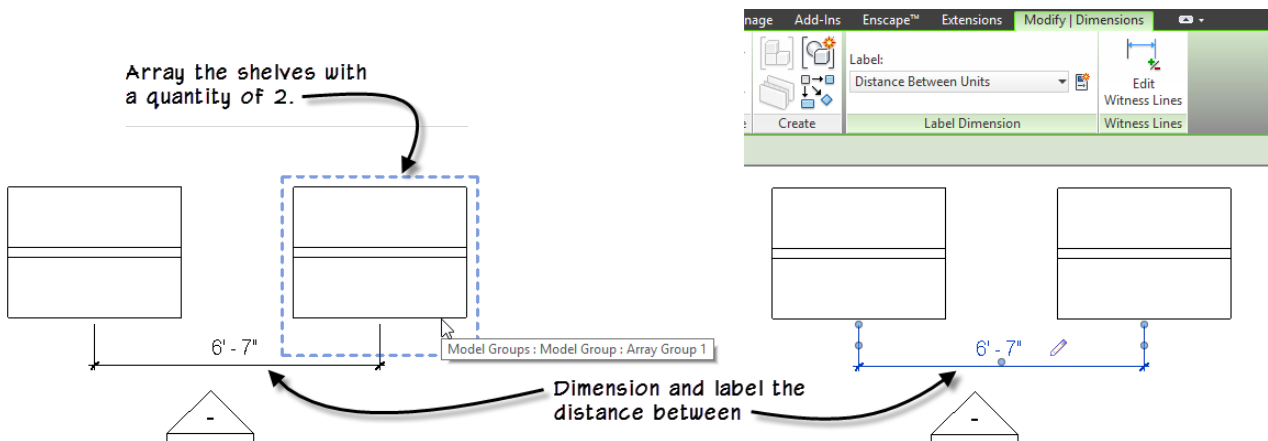 nage Add-Ins Enscape™ Extensions Modify | Dimensions
Label:
Distance Between Units
Edit
Witness Lines
e Create Label Dimension Witness Lines
Array the shelves with
a quantity of 2.
6' - 7"
Model Groups : Model Group : Array Group 1
6' - 7"
Dimension and label the
distance between
-
-